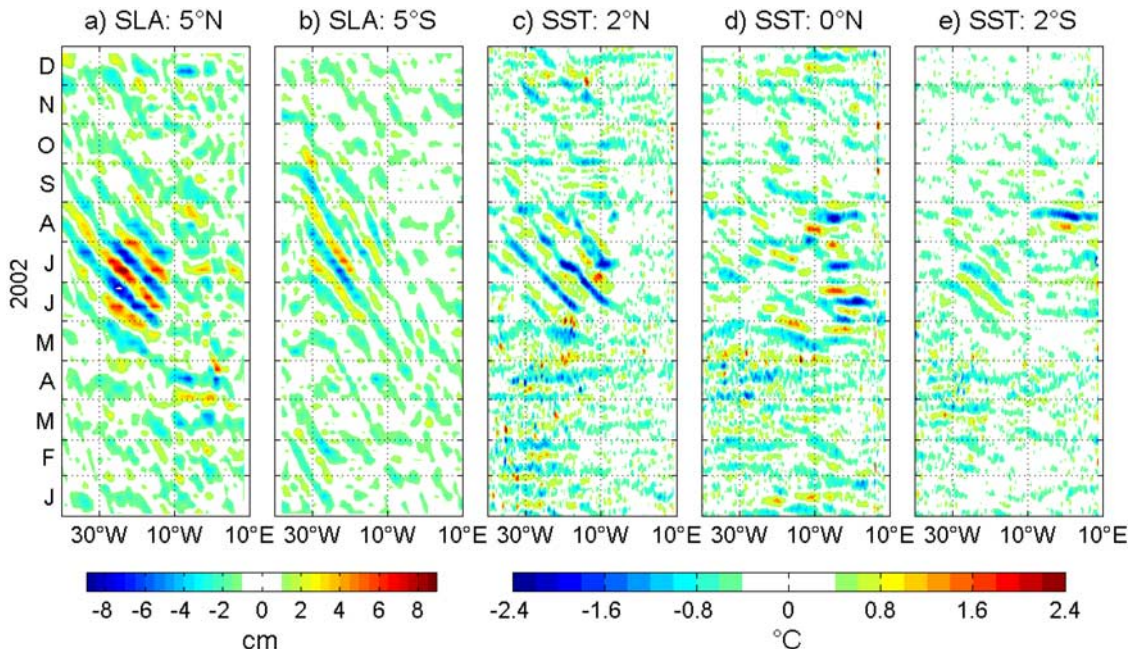 a) SLA: 5°N b) SLA: 5°S c) SST: 2°N d) SST: 0°N e) SST: 2°S
D
N
O
S
A
J
J
M
A
M
F
J
2002
30°W 10°W 10°E 30°W 10°W 10°E 30°W 10°W 10°E 30°W 10°W 10°E 30°W 10°W 10°E
-8 -6 -4 -2 0 2 4 6 8
cm
-2.4 -1.6 -0.8 0 0.8 1.6 2.4
°C